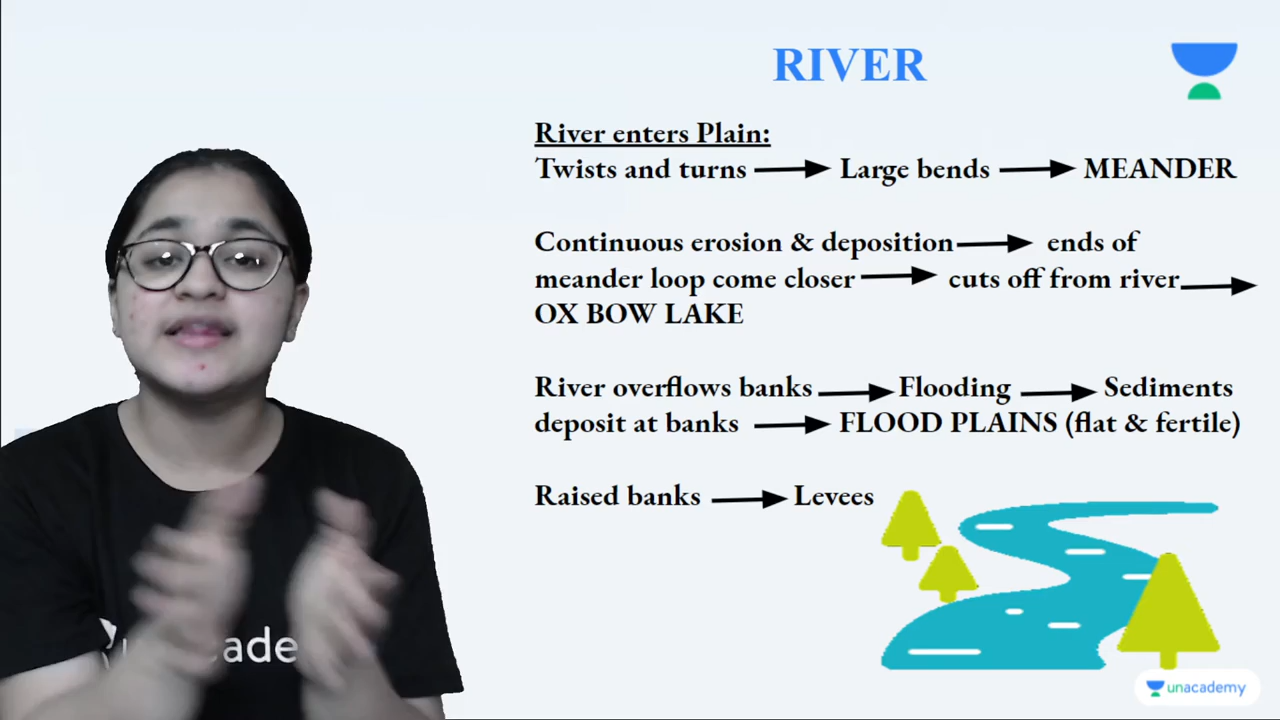 RIVER
River enters Plain:
Twists and turns → Large bends → MEANDER
Continuous erosion & deposition → ends of
meander loop come closer → cuts off from river →
OX BOW LAKE
River overflows banks → Flooding → Sediments
deposit at banks → FLOOD PLAINS (flat & fertile)
Raised banks → Levees
unacademy